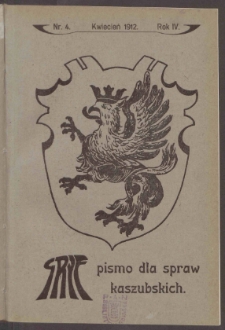 Nr. 4. Kwiecień 1912. Rok IV.
GRYF pismo dla spraw
kaszubskich.